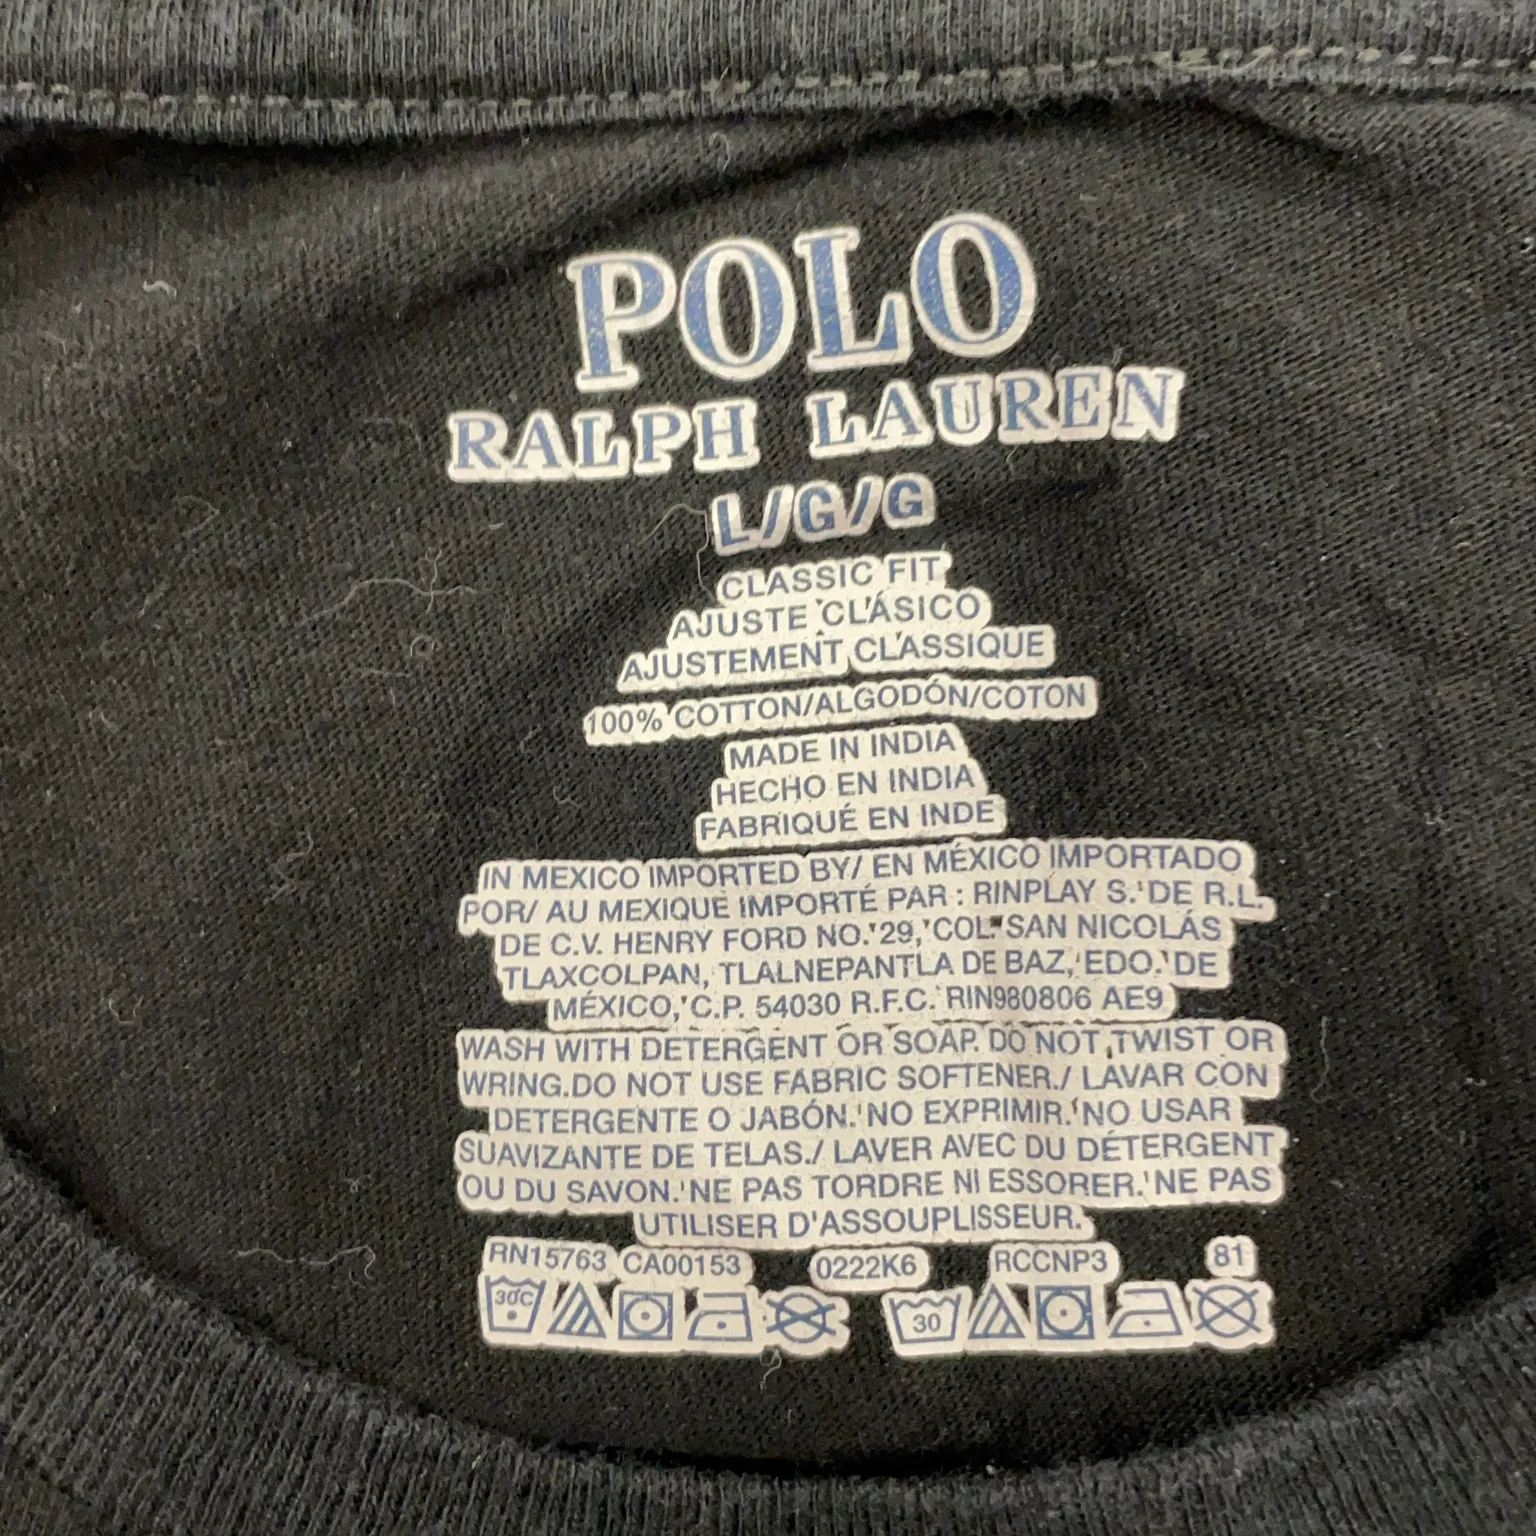 POLO
RALPH LAUREN
L/G/G
CLASSIC FIT
AJUSTE CLÁSICO
AJUSTEMENT CLASSIQUE
100% COTTON/ALGODÓN/COTON
MADE IN INDIA
HECHO EN INDIA
FABRIQUÉ EN INDE
IN MEXICO IMPORTED BY/ EN MÉXICO IMPORTADO
POR/ AU MEXIQUE IMPORTÉ PAR : RINPLAY S. DE R.L.
DE C.V. HENRY FORD NO. 29, COL. SAN NICOLÁS
TLAXCOLPAN, TLALNEPANTLA DE BAZ, EDO. DE
MÉXICO, C.P. 54030 R.F.C. RIN980806 AE9
WASH WITH DETERGENT OR SOAP. DO NOT TWIST OR
WRING.DO NOT USE FABRIC SOFTENER./ LAVAR CON
DETERGENTE O JABÓN. NO EXPRIMIR. NO USAR
SUAVIZANTE DE TELAS./ LAVER AVEC DU DÉTERGENT
OU DU SAVON. NE PAS TORDRE NI ESSORER. NE PAS
UTILISER D'ASSOUPLISSEUR.
RN15763 CA00153 0222K6 RCCNP3 81
30°C 30